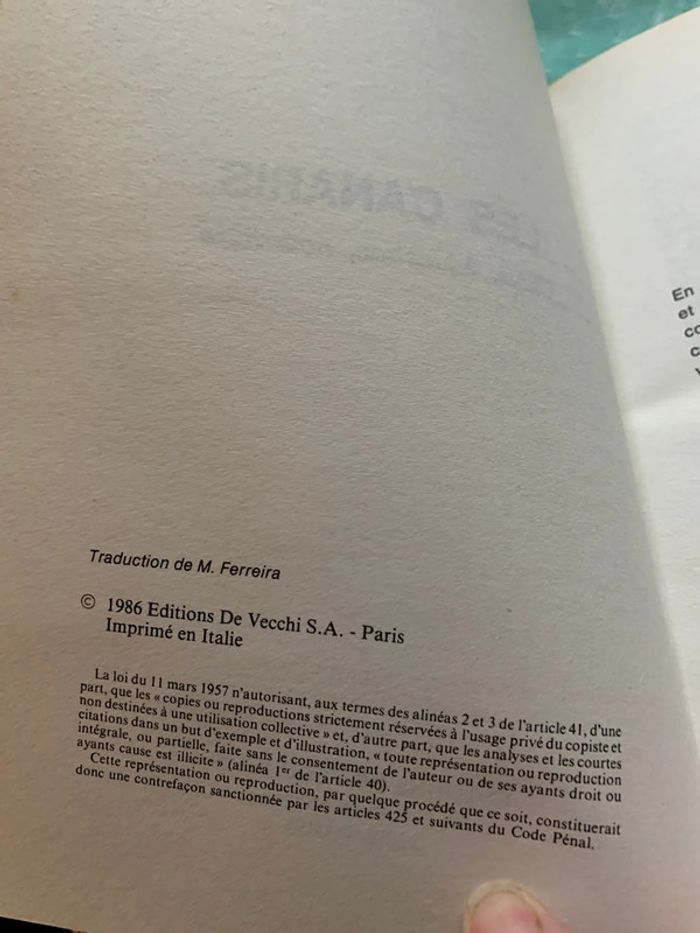 LES CANARIS
Traduction de M. Ferreira
© 1986 Editions De Vecchi S.A. - Paris
Imprimé en Italie
La loi du 11 mars 1957 n'autorisant, aux termes des alinéas 2 et 3 de l'article 41, d'une
part, que les « copies ou reproductions strictement réservées à l'usage privé du copiste et
non destinées à une utilisation collective » et, d'autre part, que les analyses et les courtes
citations dans un but d'exemple et d'illustration, « toute représentation ou reproduction
intégrale, ou partielle, faite sans le consentement de l'auteur ou de ses ayants droit ou
ayants cause est illicite » (alinéa 1er de l'article 40).
Cette représentation ou reproduction, par quelque procédé que ce soit, constituerait
donc une contrefaçon sanctionnée par les articles 425 et suivants du Code Pénal.
En
et